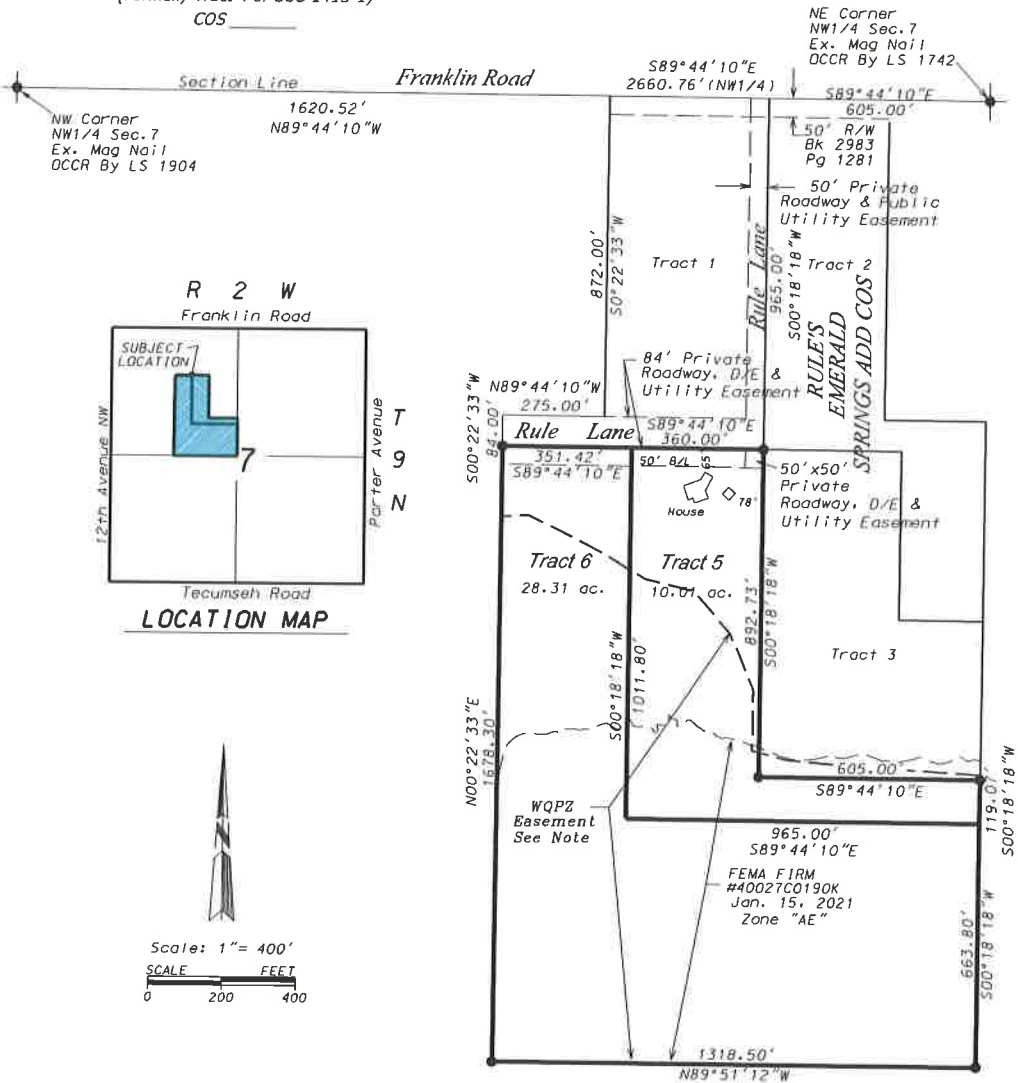 COS
NE Corner
NW1/4 Sec.7
Ex. Mag Nail
OCCR By LS 1742
Section Line
Franklin Road
S89°44'10"E
2660.76' (NW1/4)
S89°44'10"E
605.00'
1620.52'
N89°44'10"W
NW Corner
NW1/4 Sec.7
Ex. Mag Nail
OCCR By LS 1904
50' R/W
BK 2983
Pg 1281
50' Private
Roadway & Public
Utility Easement
872.00'
S0°22'33"W
Tract 1
Rule Lane
965.00'
S00°18'18"W
Tract 2
RULE'S
EMERALD
SPRINGS ADD COS
R 2 W
Franklin Road
SUBJECT
LOCATION
12th Avenue NW
7
Porter Avenue
T
9
N
Tecumseh Road
LOCATION MAP
84' Private
Roadway, D/E &
Utility Easement
N89°44'10"W
275.00'
S00°22'33"W
84.00'
Rule Lane
S89°44'10"E
360.00'
351.42'
S89°44'10"E
50' B/L
65'
House
78'
50'x50'
Private
Roadway, D/E &
Utility Easement
Tract 6
28.31 ac.
Tract 5
10.01 ac.
892.73'
S00°18'18"W
Tract 3
S00°18'18"W
1011.80'
N00°22'33"E
1678.30'
605.00'
S89°44'10"E
119.07'
S00°18'18"W
WQPZ
Easement
See Note
965.00'
S89°44'10"E
FEMA FIRM
#40027C0190K
Jan. 15, 2021
Zone "AE"
663.80'
S00°18'18"W
N
Scale: 1"= 400'
SCALE FEET
0 200 400
1318.50'
N89°51'12"W